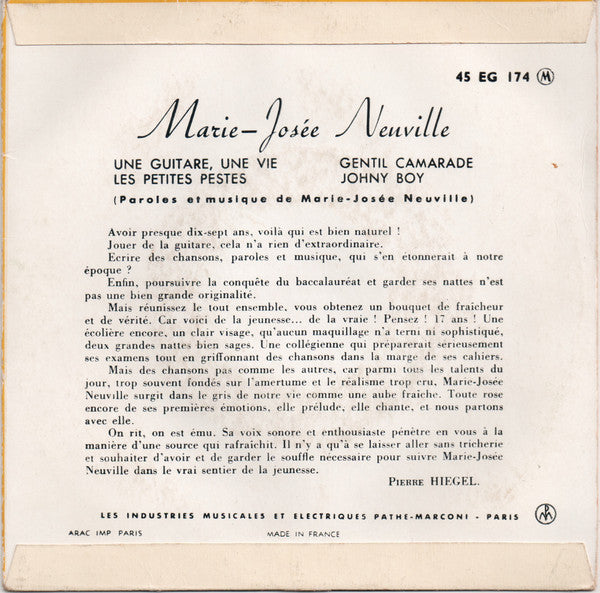 45 EG 174 M
Marie-Josée Neuville
UNE GUITARE, UNE VIE GENTIL CAMARADE
LES PETITES PESTES JOHNY BOY
(Paroles et musique de Marie-Josée Neuville)
Avoir presque dix-sept ans, voilà qui est bien naturel !
Jouer de la guitare, cela n'a rien d'extraordinaire.
Ecrire des chansons, paroles et musique, qui s'en étonnerait à notre
époque ?
Enfin, poursuivre la conquête du baccalauréat et garder ses nattes n'est
pas une bien grande originalité.
Mais réunissez le tout ensemble, vous obtenez un bouquet de fraîcheur
et de vérité. Car voici de la jeunesse... de la vraie ! Pensez ! 17 ans ! Une
écolière encore, un clair visage, qu'aucun maquillage n'a terni ni sophistiqué,
deux grandes nattes bien sages. Une collégienne qui préparerait sérieusement
ses examens tout en griffonnant des chansons dans la marge de ses cahiers.
Mais des chansons pas comme les autres, car parmi tous les talents du
jour, trop souvent fondés sur l'amertume et le réalisme trop cru, Marie-Josée
Neuville surgit dans le gris de notre vie comme une aube fraîche. Toute rose
encore de ses premières émotions, elle prélude, elle chante, et nous partons
avec elle.
On rit, on est ému. Sa voix sonore et enthousiaste pénètre en vous à la
manière d'une source qui rafraîchit. Il n'y a qu'à se laisser aller sans tricherie
et souhaiter d'avoir et de garder le souffle nécessaire pour suivre Marie-Josée
Neuville dans le vrai sentier de la jeunesse.
Pierre HIEGEL.
LES INDUSTRIES MUSICALES ET ELECTRIQUES PATHE-MARCONI - PARIS
ARAC IMP PARIS MADE IN FRANCE